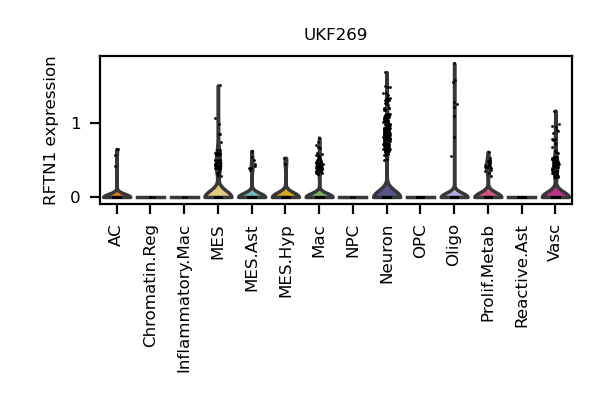 UKF269
RFTN1 expression
1
0
AC
Chromatin.Reg
Inflammatory.Mac
MES
MES.Ast
MES.Hyp
Mac
NPC
Neuron
OPC
Oligo
Prolif.Metab
Reactive.Ast
Vasc